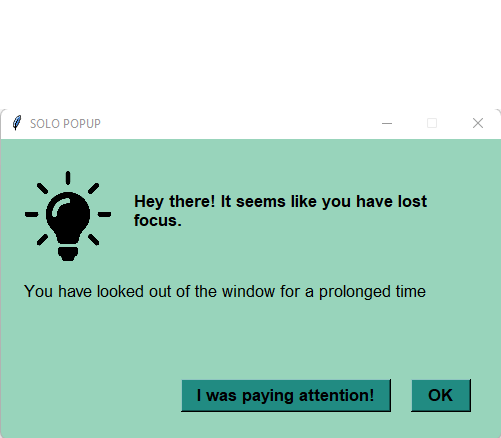 SOLO POPUP
Hey there! It seems like you have lost
focus.
You have looked out of the window for a prolonged time
I was paying attention!
OK